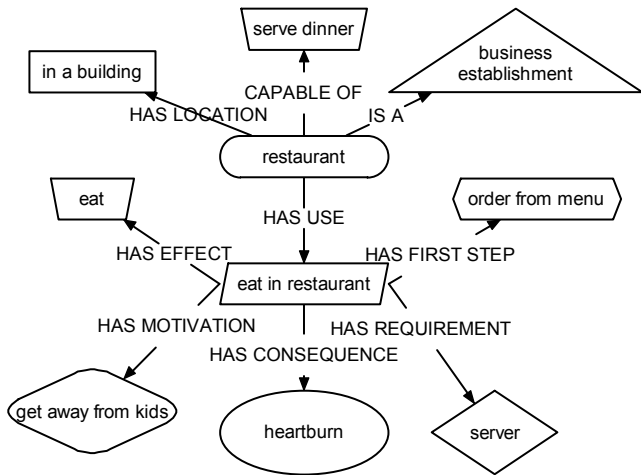 serve dinner
in a building
business
establishment
CAPABLE OF
HAS LOCATION
IS A
restaurant
eat
order from menu
HAS USE
HAS EFFECT
HAS FIRST STEP
eat in restaurant
HAS MOTIVATION
HAS REQUIREMENT
HAS CONSEQUENCE
get away from kids
heartburn
server